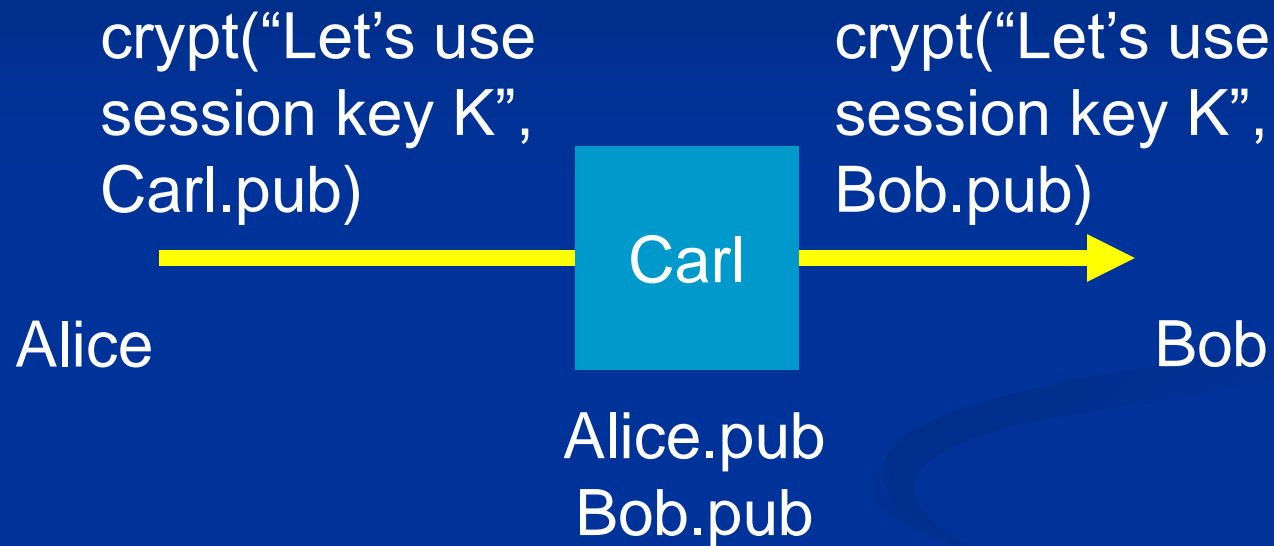 crypt(“Let’s use
session key K”,
Carl.pub)
crypt(“Let’s use
session key K”,
Bob.pub)
Carl
Alice
Bob
Alice.pub
Bob.pub